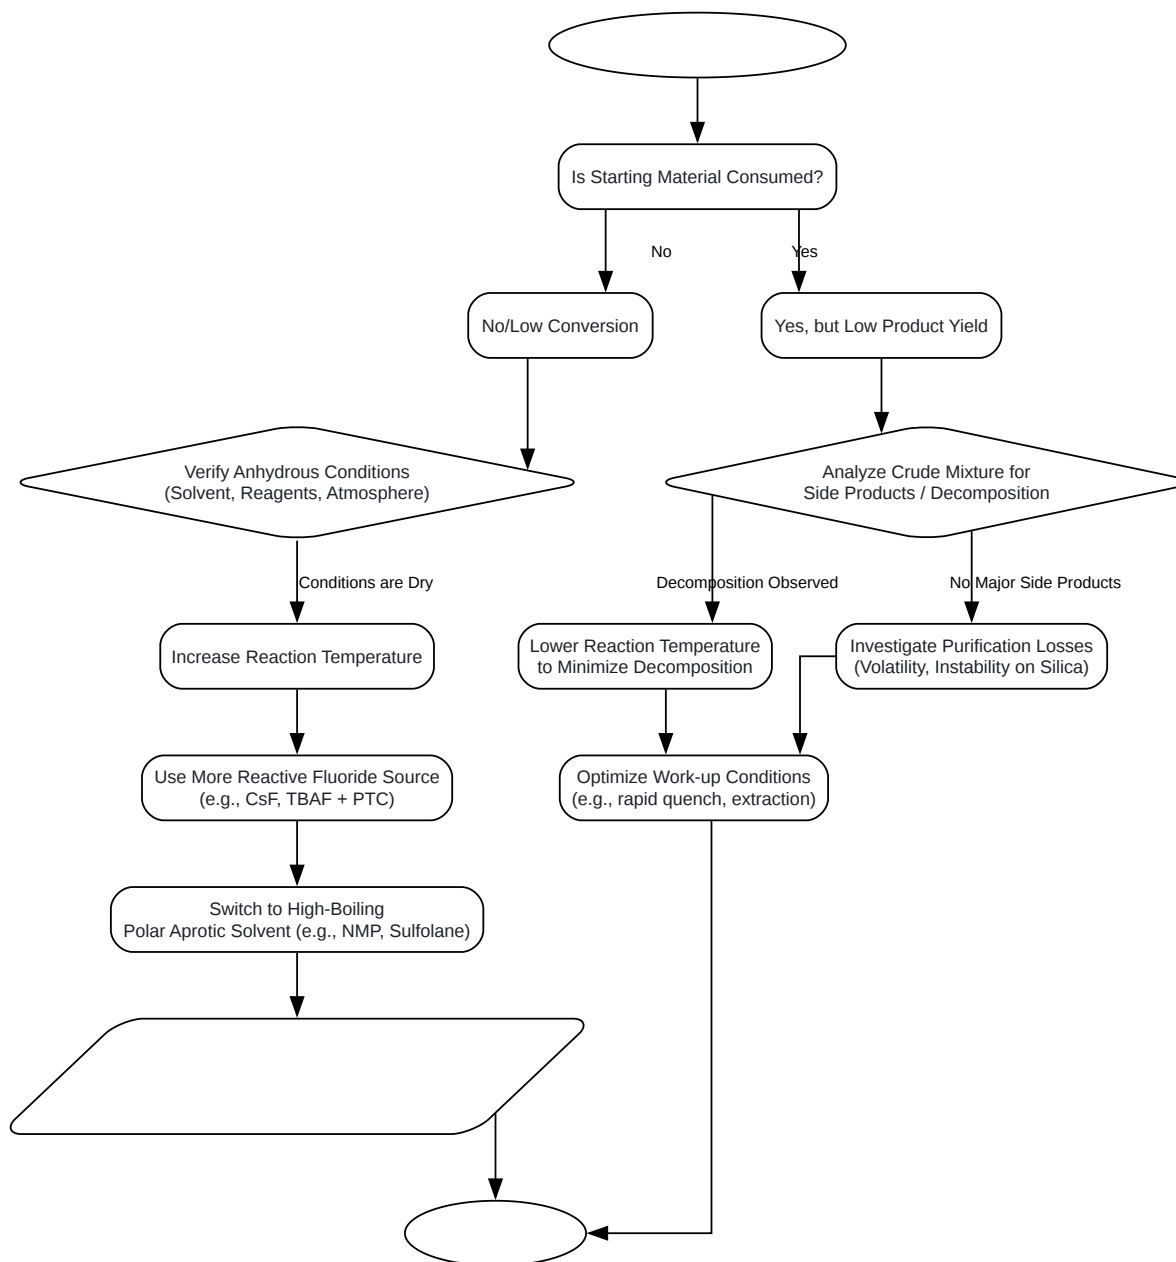 Is Starting Material Consumed?
No
Yes
No/Low Conversion
Yes, but Low Product Yield
Verify Anhydrous Conditions
(Solvent, Reagents, Atmosphere)
Analyze Crude Mixture for
Side Products / Decomposition
Conditions are Dry
Decomposition Observed
No Major Side Products
Increase Reaction Temperature
Lower Reaction Temperature
to Minimize Decomposition
Investigate Purification Losses
(Volatility, Instability on Silica)
Use More Reactive Fluoride Source
(e.g., CsF, TBAF + PTC)
Optimize Work-up Conditions
(e.g., rapid quench, extraction)
Switch to High-Boiling
Polar Aprotic Solvent (e.g., NMP, Sulfolane)